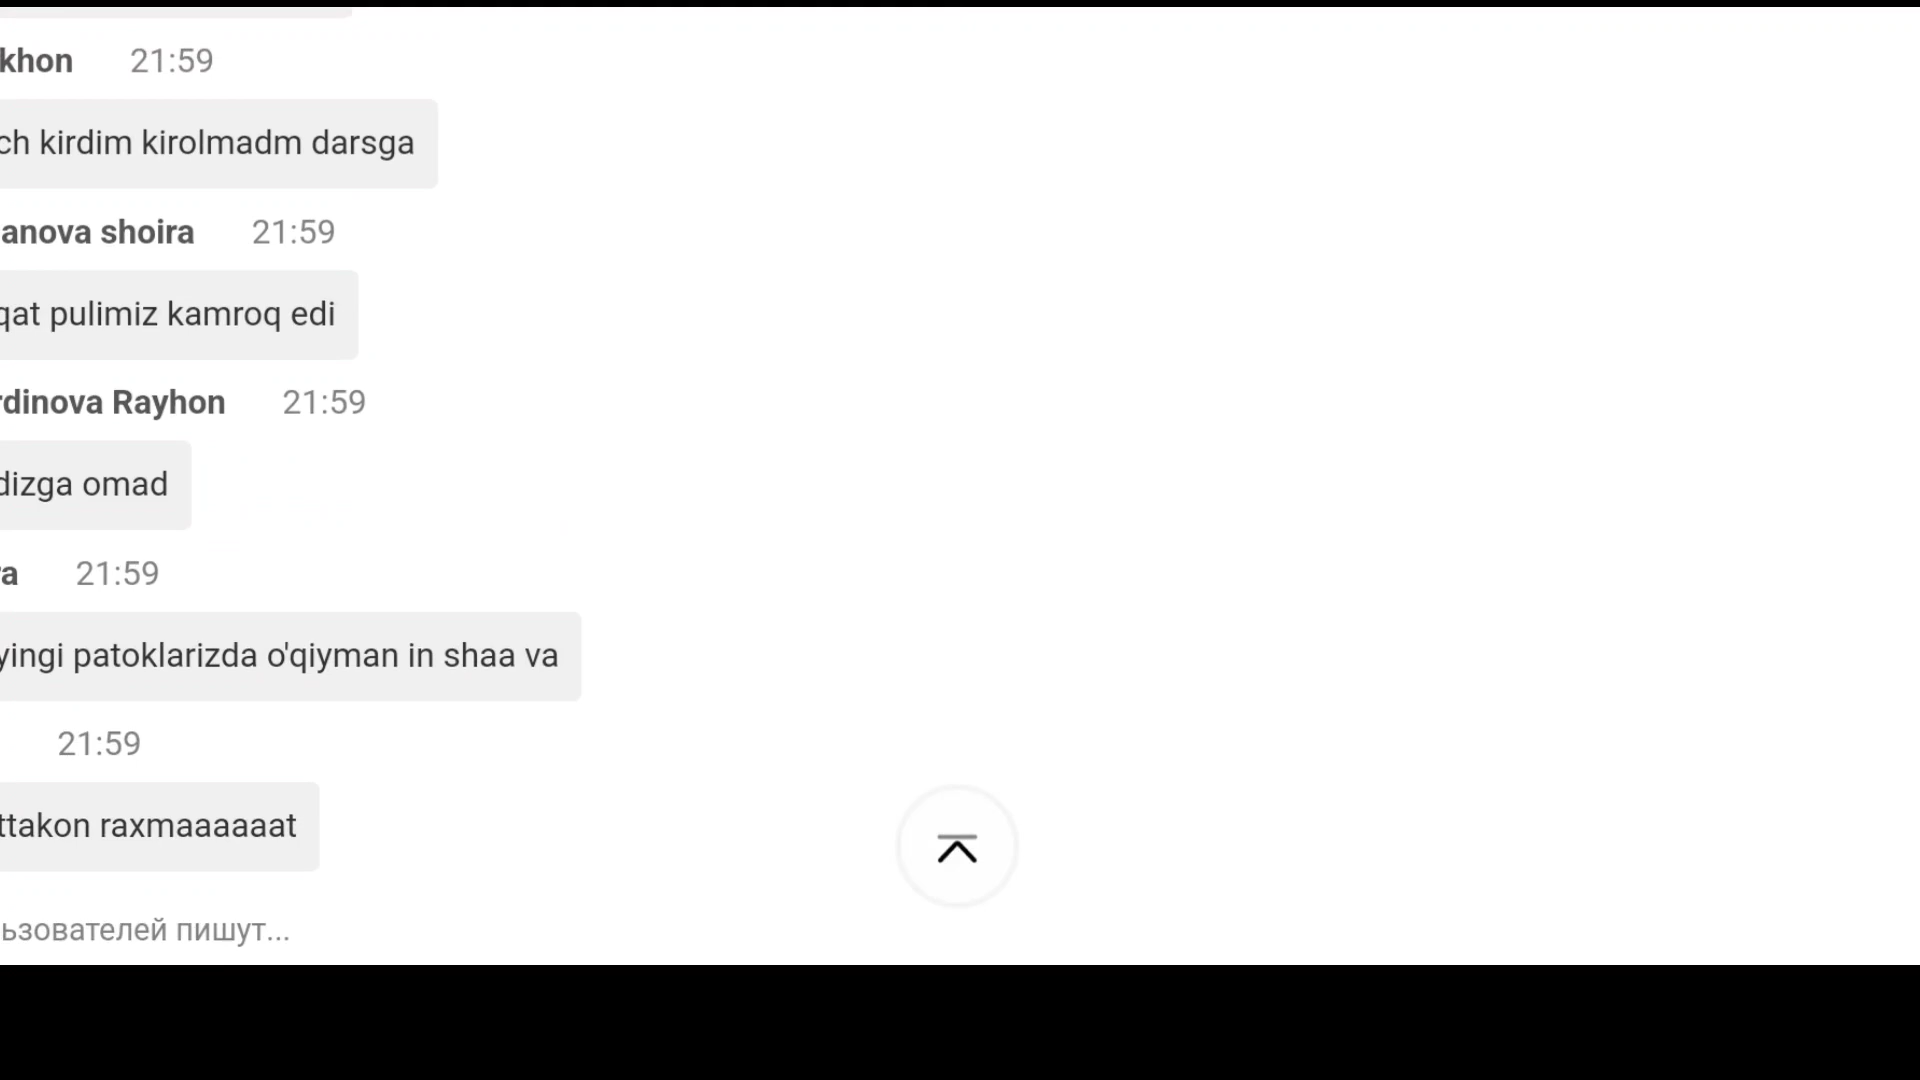 khon 21:59
ch kirdim kirolmadm darsga
anova shoira 21:59
qat pulimiz kamroq edi
rdinova Rayhon 21:59
dizga omad
ra 21:59
yingi patoklarizda o'qiyman in shaa va
21:59
ttakon raxmaaaaaat
ьзователей пишут...